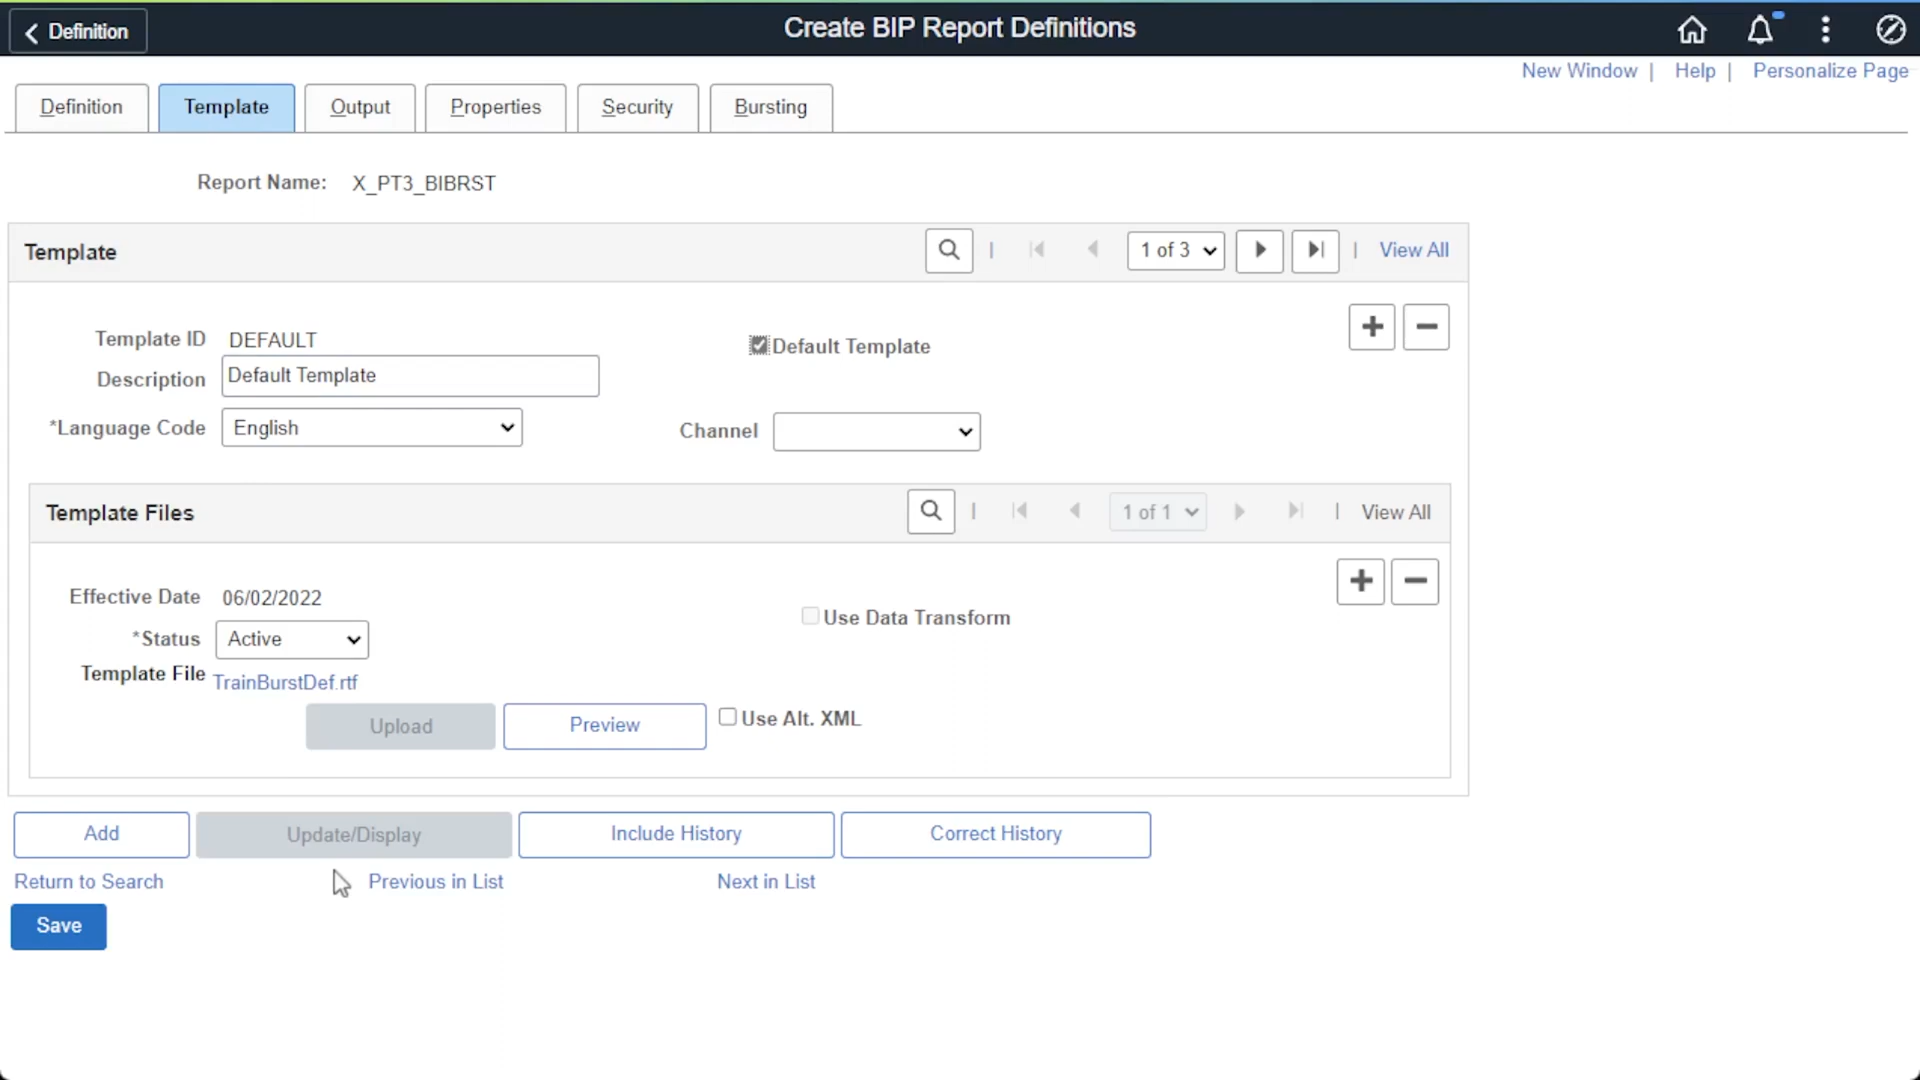 Definition
Create BIP Report Definitions
New Window | Help | Personalize Page
Definition Template Output Properties Security Bursting
Report Name: X_PT3_BIBRST
Template | 1 of 3 | View All
Template ID DEFAULT
Default Template
Description Default Template
*Language Code English
Channel
Template Files | 1 of 1 | View All
Effective Date 06/02/2022
Use Data Transform
*Status Active
Template File TrainBurstDef.rtf
Upload Preview Use Alt. XML
Add Update/Display Include History Correct History
Return to Search Previous in List Next in List
Save